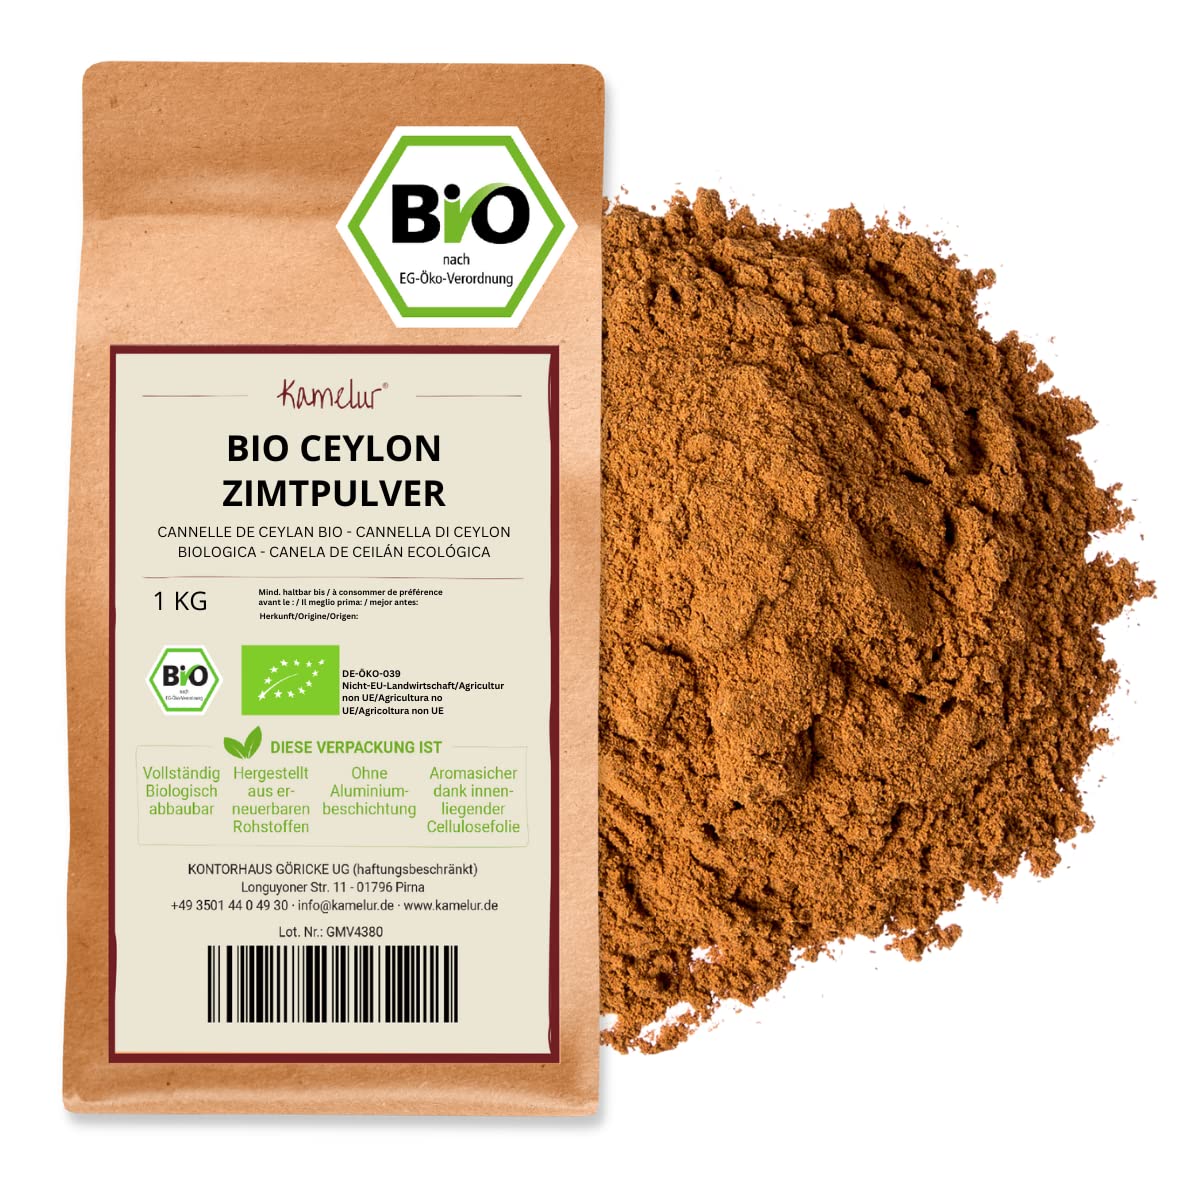 BiO
nach
EG-Öko-Verordnung
Kamelur®
BIO CEYLON
ZIMTPULVER
CANNELLE DE CEYLAN BIO - CANNELLA DI CEYLON
BIOLOGICA - CANELA DE CEILÁN ECOLÓGICA
1 KG
Mind. haltbar bis / à consommer de préférence
avant le : / Il meglio prima: / mejor antes:
Herkunft/Origine/Origen:
BiO
nach
EG-Öko-Verordnung
DE-ÖKO-039
Nicht-EU-Landwirtschaft/Agricultur
non UE/Agricultura no
UE/Agricoltura non UE
DIESE VERPACKUNG IST
Vollständig
Biologisch
abbaubar
Hergestellt
aus er-
neuerbaren
Rohstoffen
Ohne
Aluminium-
beschichtung
Aromasicher
dank innen-
liegender
Cellulosefolie
KONTORHAUS GÖRICKE UG (haftungsbeschränkt)
Longuyoner Str. 11 - 01796 Pirna
+49 3501 44 0 49 30 · info@kamelur.de · www.kamelur.de
Lot. Nr.: GMV4380